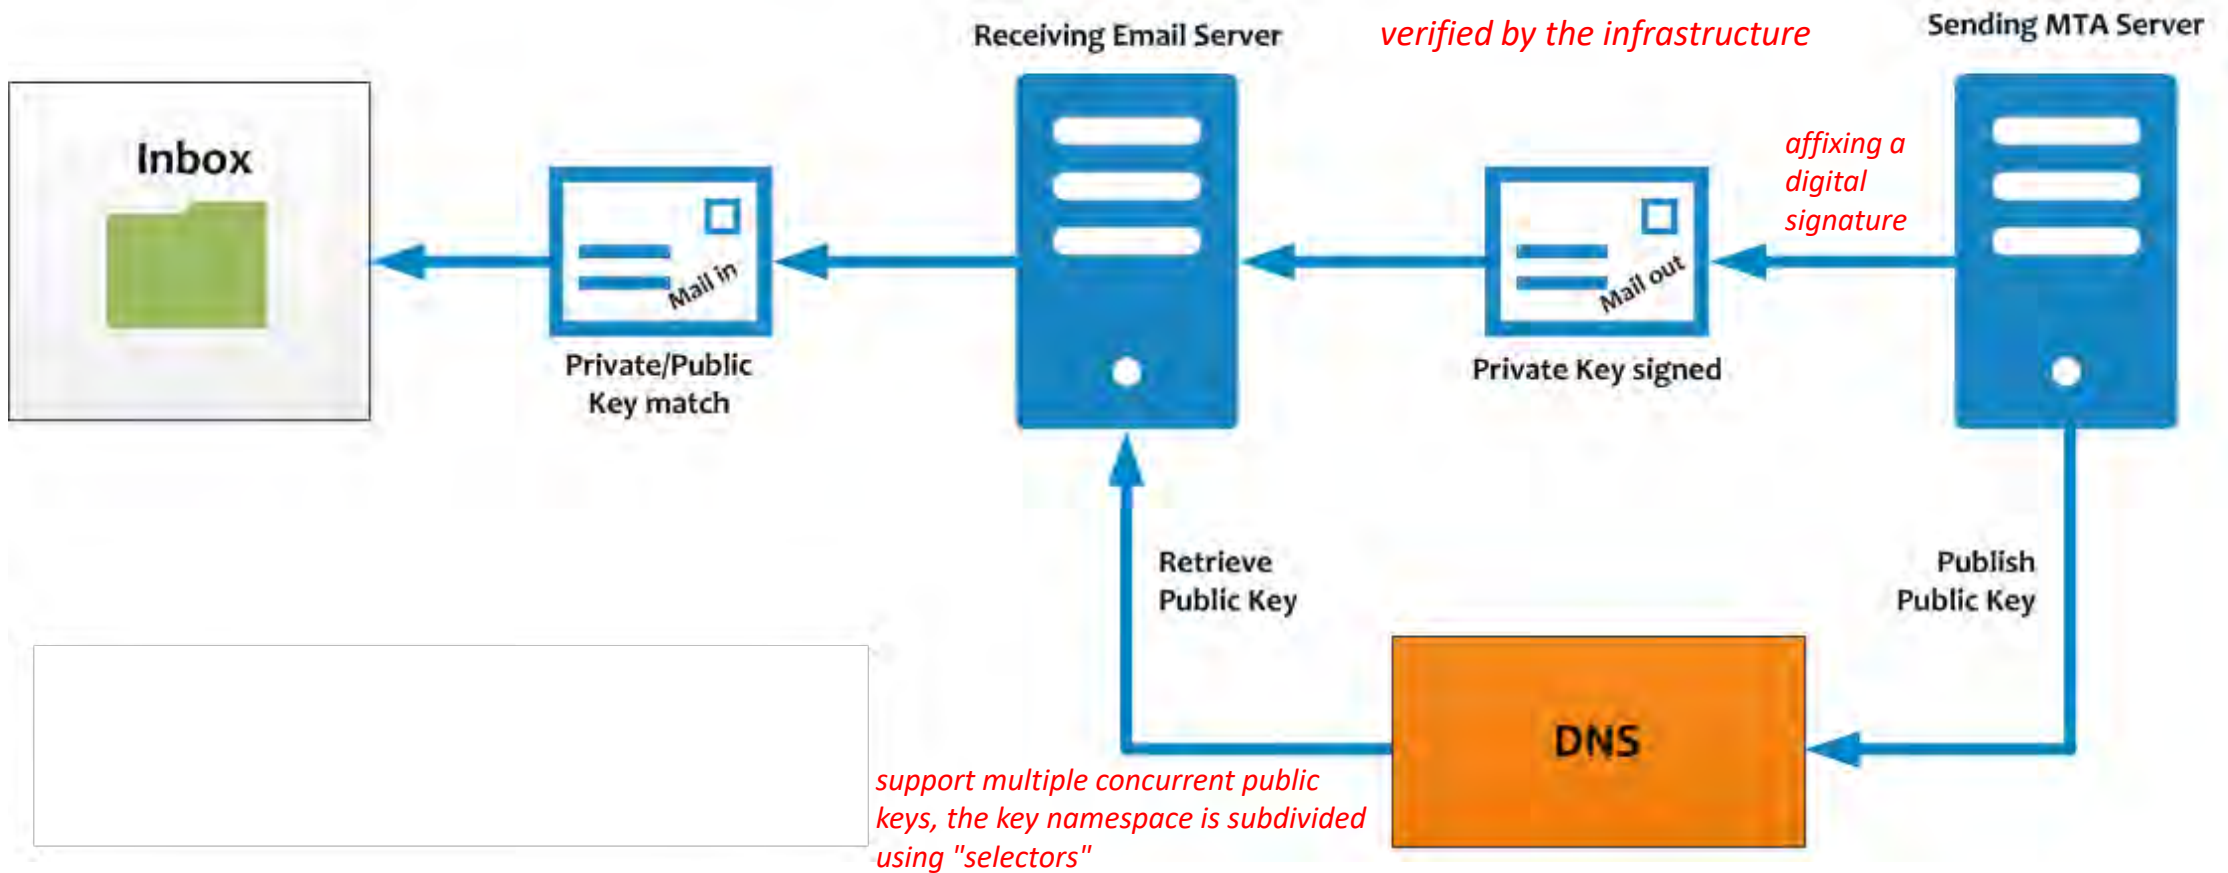 Receiving Email Server
verified by the infrastructure
Sending MTA Server
Inbox
affixing a
digital
signature
Mail in
Mail out
Private/Public
Key match
Private Key signed
Retrieve
Public Key
Publish
Public Key
DNS
support multiple concurrent public
keys, the key namespace is subdivided
using "selectors"